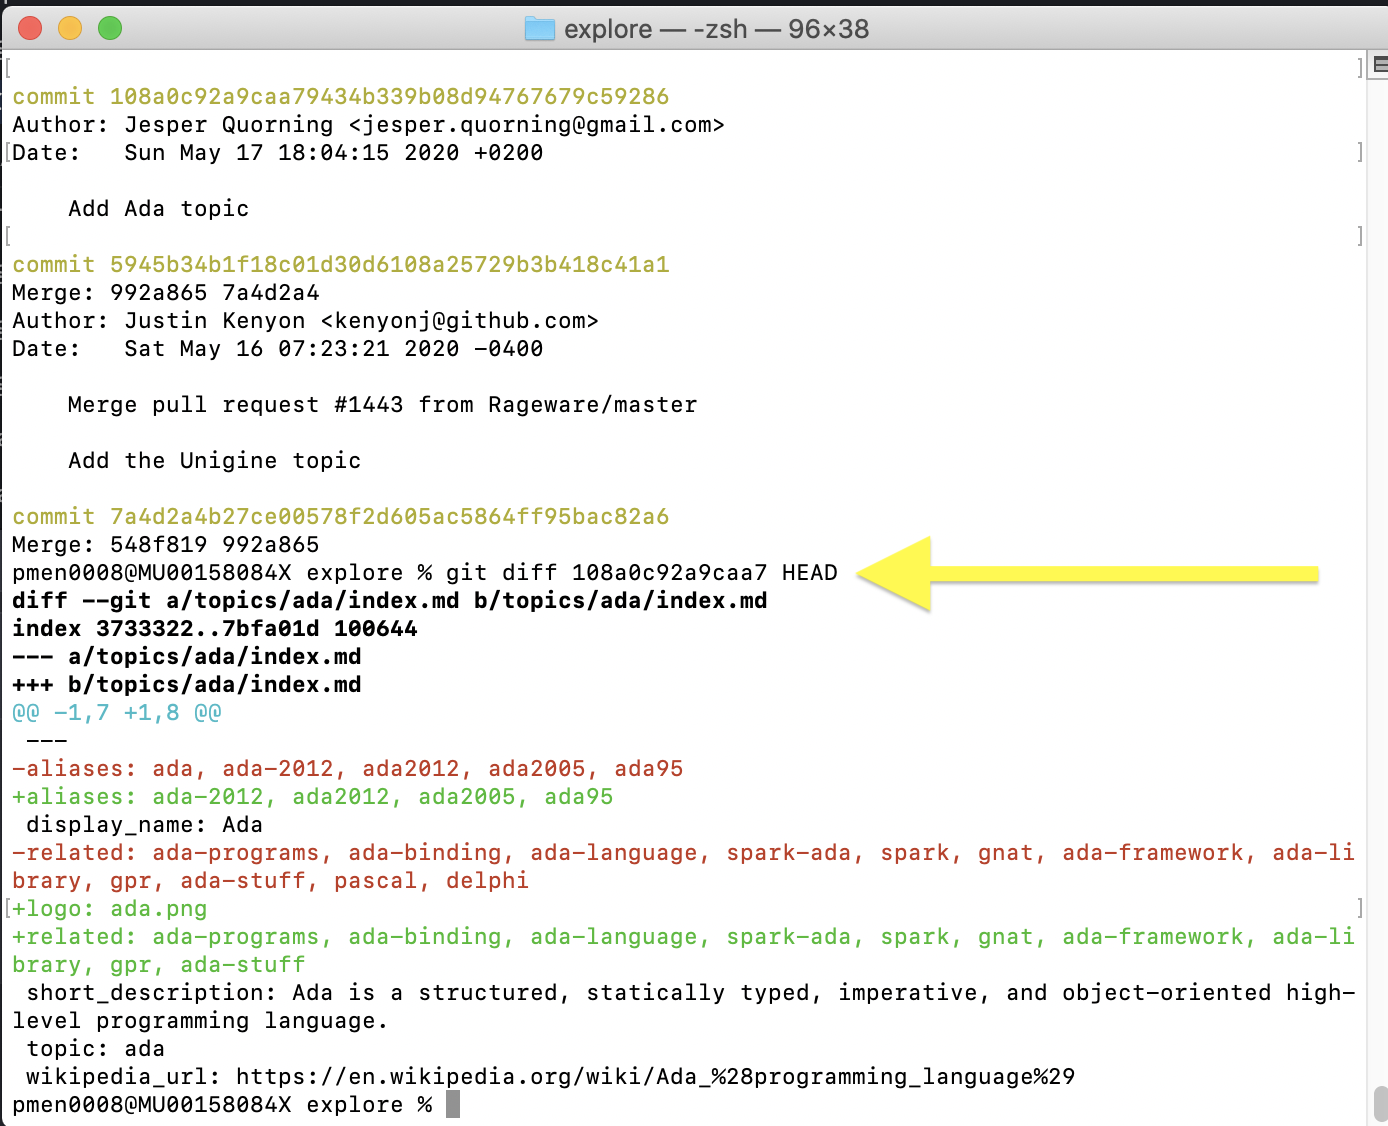 explore — -zsh — 96×38
commit 108a0c92a9caa79434b339b08d94767679c59286
Author: Jesper Quorning <jesper.quorning@gmail.com>
Date:   Sun May 17 18:04:15 2020 +0200
    Add Ada topic
commit 5945b34b1f18c01d30d6108a25729b3b418c41a1
Merge: 992a865 7a4d2a4
Author: Justin Kenyon <kenyonj@github.com>
Date:   Sat May 16 07:23:21 2020 -0400
    Merge pull request #1443 from Rageware/master
    Add the Unigine topic
commit 7a4d2a4b27ce00578f2d605ac5864ff95bac82a6
Merge: 548f819 992a865
pmen0008@MU00158084X explore % git diff 108a0c92a9caa7 HEAD
diff --git a/topics/ada/index.md b/topics/ada/index.md
index 3733322..7bfa01d 100644
--- a/topics/ada/index.md
+++ b/topics/ada/index.md
@@ -1,7 +1,8 @@
 ---
-aliases: ada, ada-2012, ada2012, ada2005, ada95
+aliases: ada-2012, ada2012, ada2005, ada95
 display_name: Ada
-related: ada-programs, ada-binding, ada-language, spark-ada, spark, gnat, ada-framework, ada-li
brary, gpr, ada-stuff, pascal, delphi
+logo: ada.png
+related: ada-programs, ada-binding, ada-language, spark-ada, spark, gnat, ada-framework, ada-li
brary, gpr, ada-stuff
 short_description: Ada is a structured, statically typed, imperative, and object-oriented high-
level programming language.
 topic: ada
 wikipedia_url: https://en.wikipedia.org/wiki/Ada_%28programming_language%29
pmen0008@MU00158084X explore %